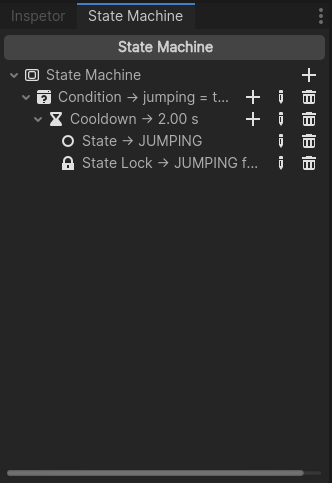 Inspetor State Machine
State Machine
State Machine
Condition → jumping = t...
Cooldown → 2.00 s
State → JUMPING
State Lock → JUMPING f...